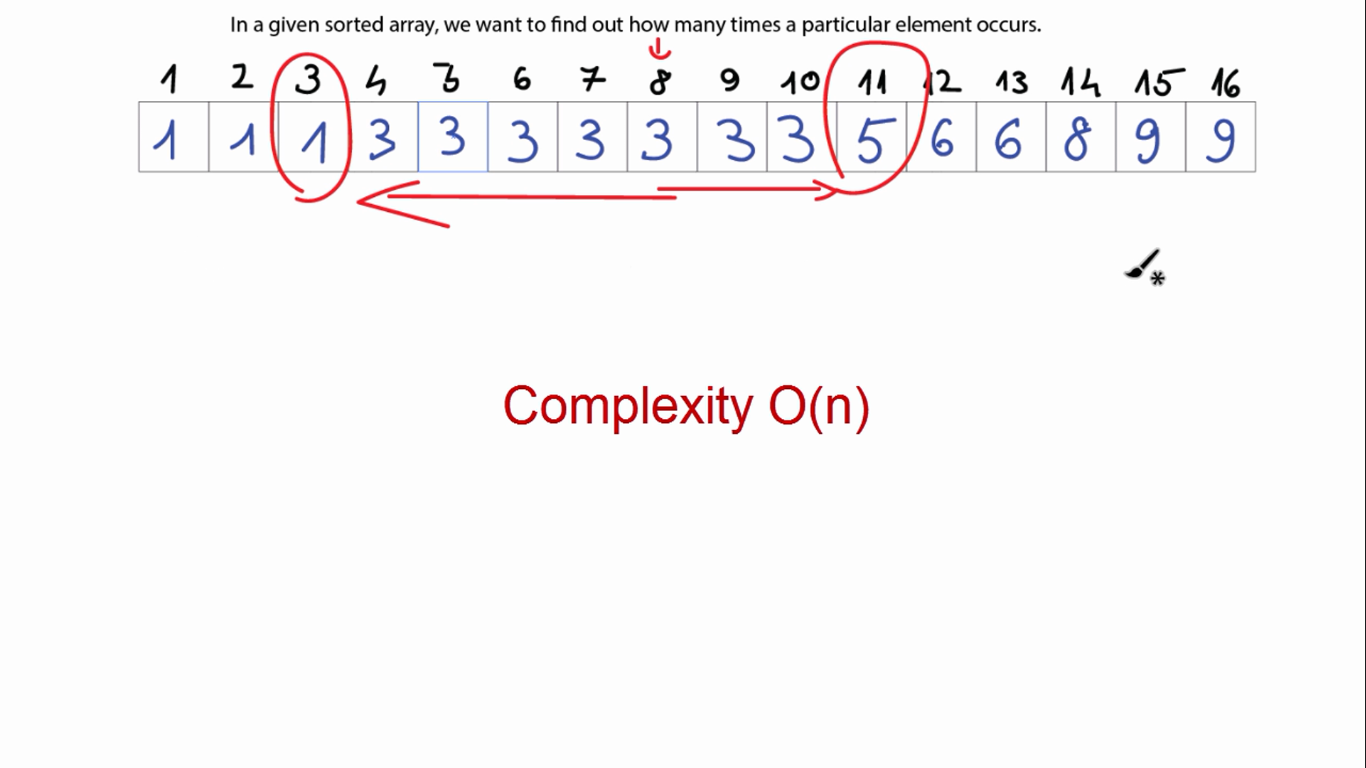 In a given sorted array, we want to find out how many times a particular element occurs.
1 2 3 4 5 6 7 8 9 10 11 12 13 14 15 16
1 1 1 3 3 3 3 3 3 3 5 6 6 8 9 9
Complexity O(n)